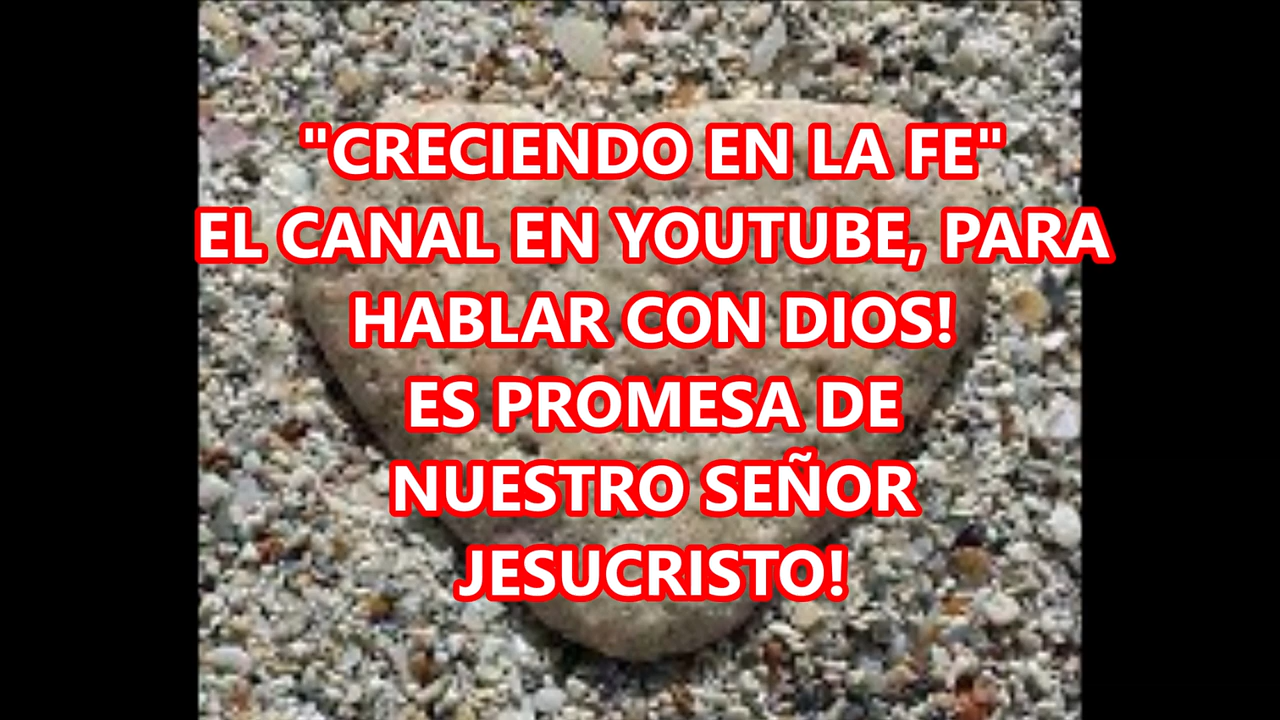 "CRECIENDO EN LA FE"
EL CANAL EN YOUTUBE, PARA
HABLAR CON DIOS!
ES PROMESA DE
NUESTRO SEÑOR
JESUCRISTO!